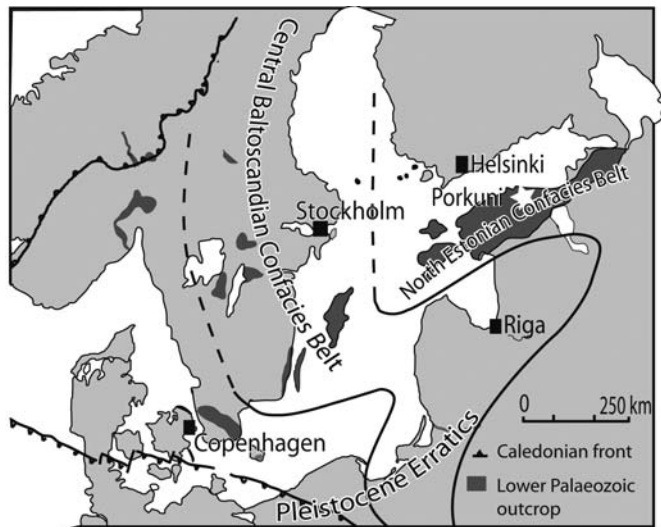 Central Baltoscandian Confacies Belt
Helsinki
Porkuni
Stockholm
North Estonian Confacies Belt
Riga
0 250 km
Copenhagen
Caledonian front
Pleistocene Erratics
Lower Palaeozoic
outcrop